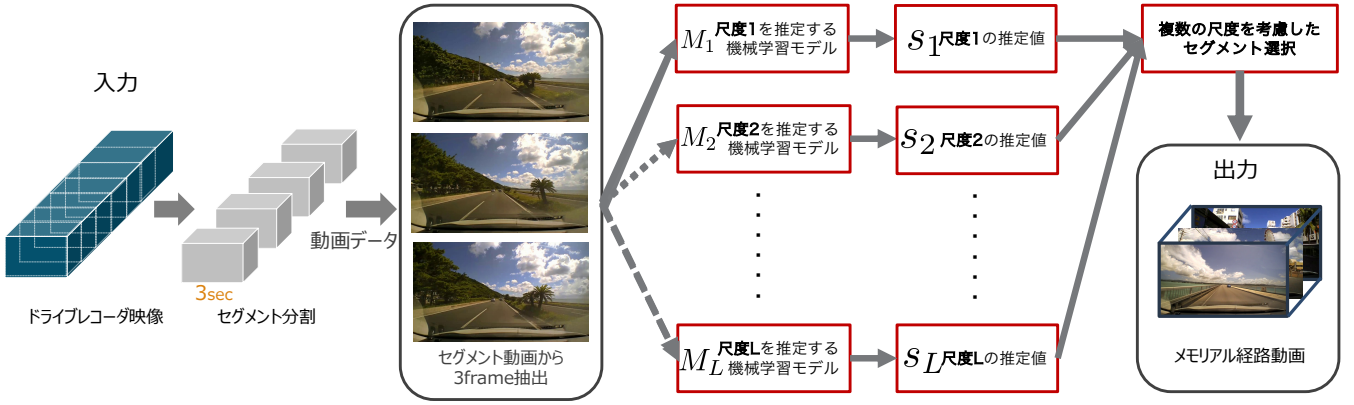 入力
ドライブレコーダ映像
3sec
セグメント分割
動画データ
セグメント動画から
3frame抽出
M1 尺度1を推定する
機械学習モデル
s1 尺度1の推定値
M2 尺度2を推定する
機械学習モデル
s2 尺度2の推定値
ML 尺度Lを推定する
機械学習モデル
sL 尺度Lの推定値
複数の尺度を考慮した
セグメント選択
出力
メモリアル経路動画